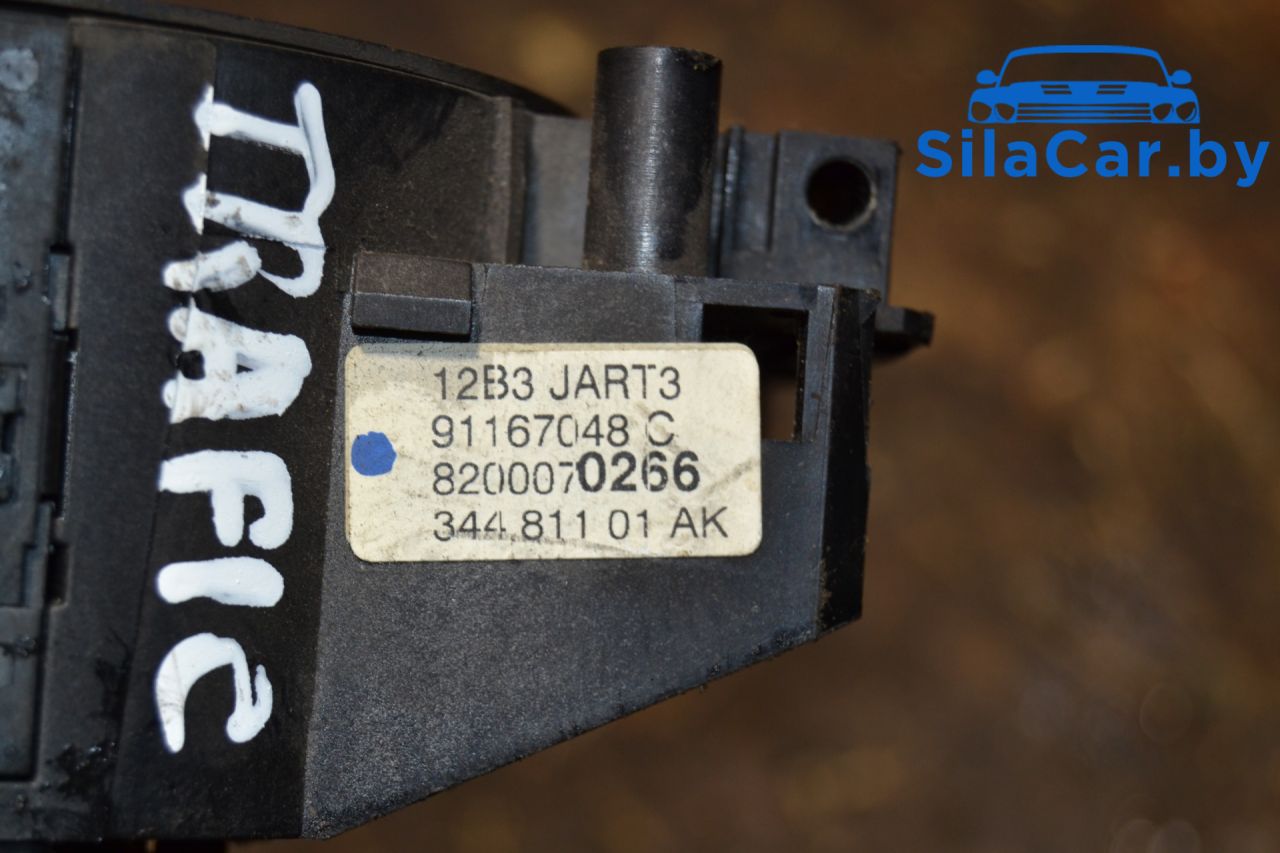 SilaCar.by
TRAFIC
12B3 JART3
91167048 C
8200070266
344 811 01 AK